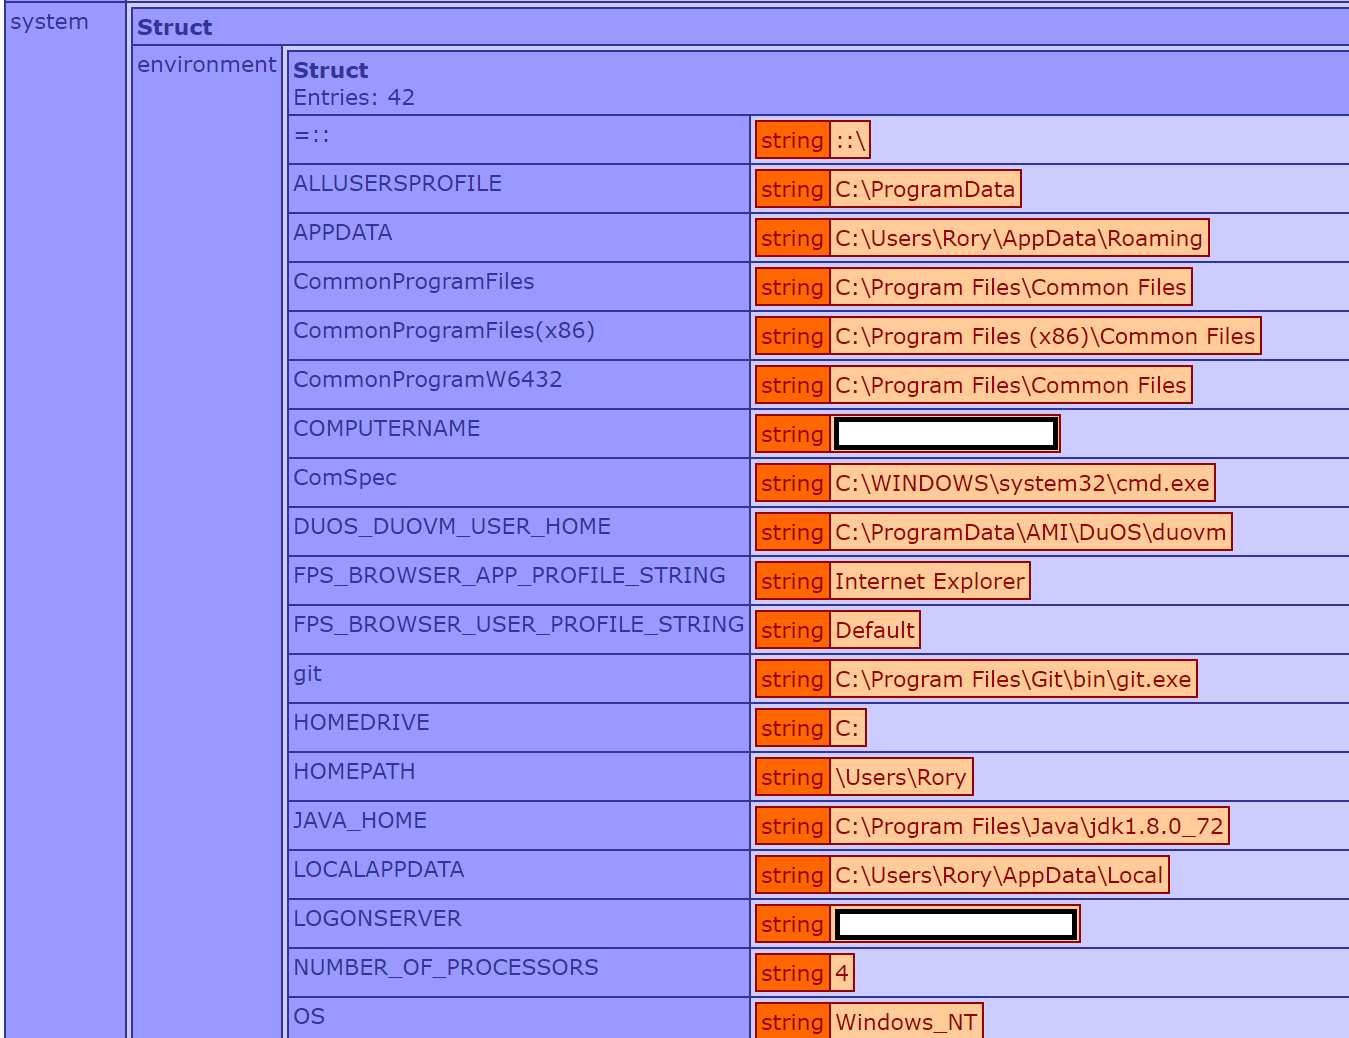 system
Struct
environment
Struct
Entries: 42
=::
string ::\
ALLUSERSPROFILE
string C:\ProgramData
APPDATA
string C:\Users\Rory\AppData\Roaming
CommonProgramFiles
string C:\Program Files\Common Files
CommonProgramFiles(x86)
string C:\Program Files (x86)\Common Files
CommonProgramW6432
string C:\Program Files\Common Files
COMPUTERNAME
string
ComSpec
string C:\WINDOWS\system32\cmd.exe
DUOS_DUOVM_USER_HOME
string C:\ProgramData\AMI\DuOS\duovm
FPS_BROWSER_APP_PROFILE_STRING
string Internet Explorer
FPS_BROWSER_USER_PROFILE_STRING
string Default
git
string C:\Program Files\Git\bin\git.exe
HOMEDRIVE
string C:
HOMEPATH
string \Users\Rory
JAVA_HOME
string C:\Program Files\Java\jdk1.8.0_72
LOCALAPPDATA
string C:\Users\Rory\AppData\Local
LOGONSERVER
string
NUMBER_OF_PROCESSORS
string 4
OS
string Windows_NT